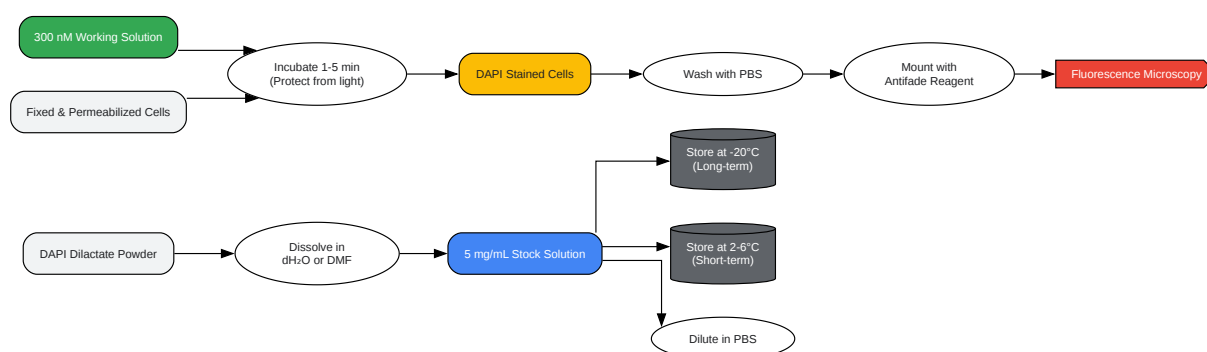 300 nM Working Solution
Incubate 1-5 min
(Protect from light)
DAPI Stained Cells
Wash with PBS
Mount with
Antifade Reagent
Fluorescence Microscopy
Fixed & Permeabilized Cells
Store at -20°C
(Long-term)
DAPI Dilactate Powder
Dissolve in
dH₂O or DMF
5 mg/mL Stock Solution
Store at 2-6°C
(Short-term)
Dilute in PBS